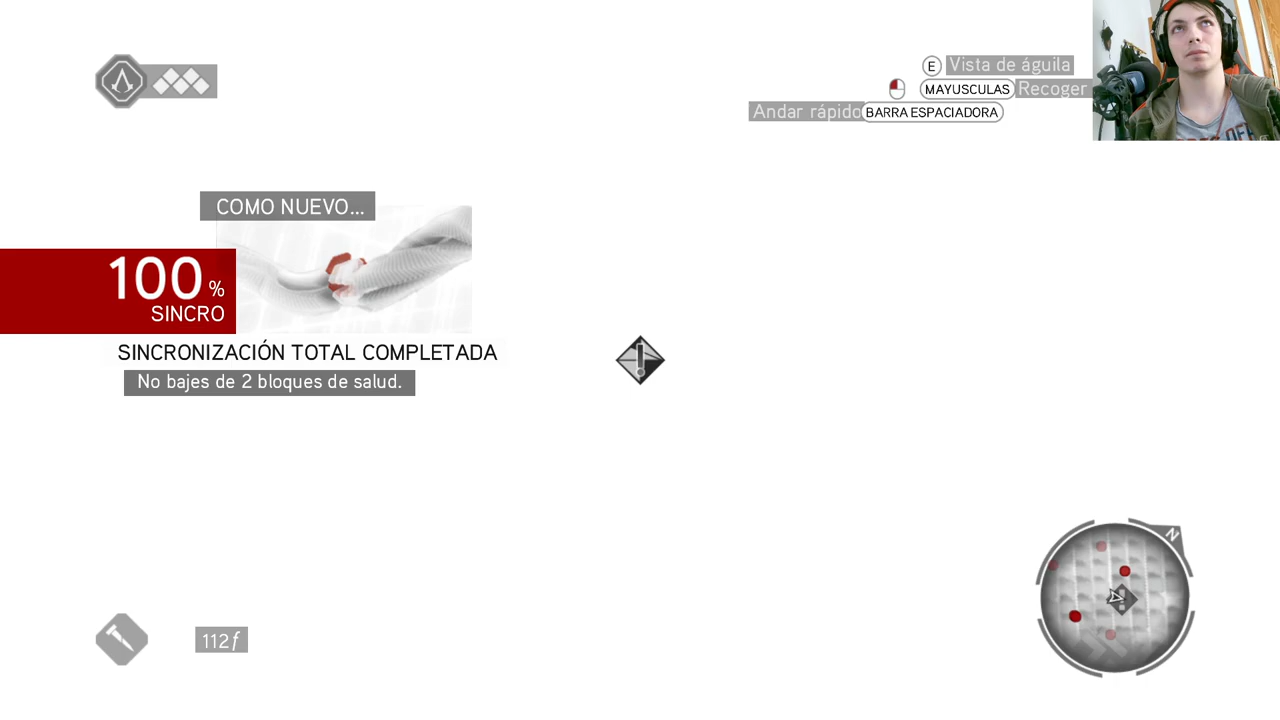 E Vista de águila
MAYUSCULAS Recoger
Andar rápido BARRA ESPACIADORA
COMO NUEVO...
100 %
SINCRO
SINCRONIZACIÓN TOTAL COMPLETADA
No bajes de 2 bloques de salud.
112 ƒ
N